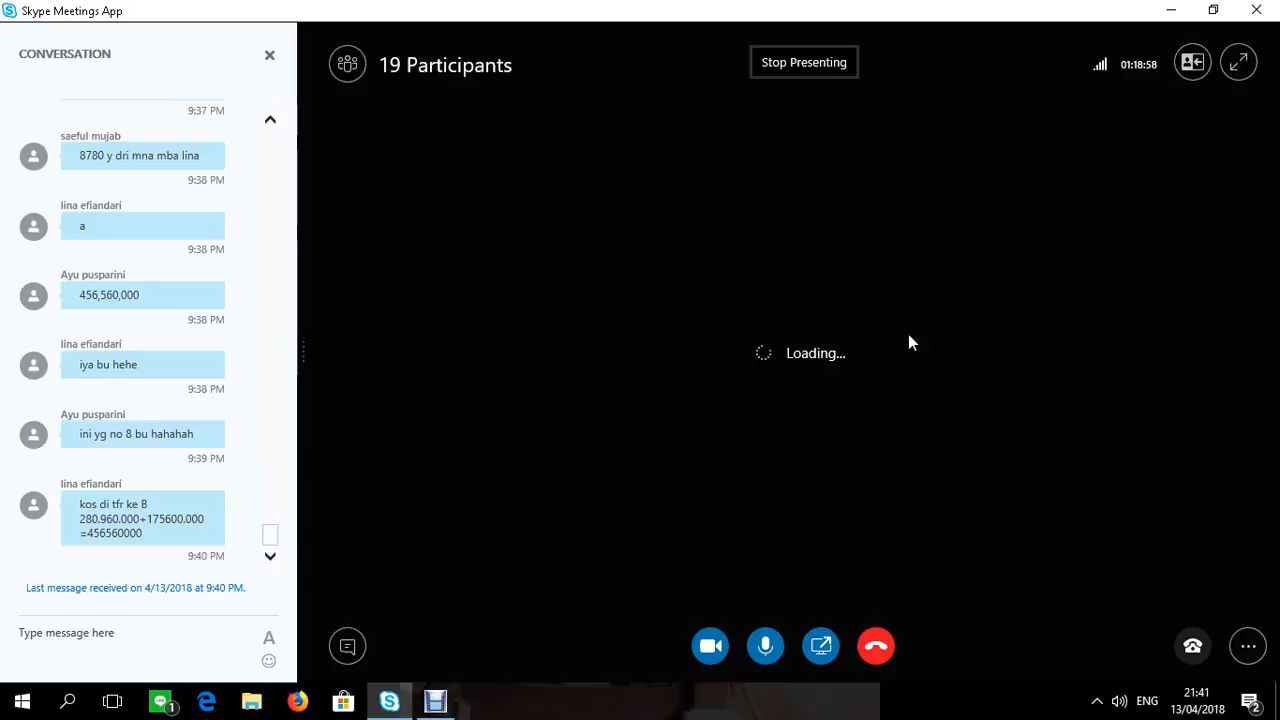 Skype Meetings App
CONVERSATION
9:37 PM
saeful mujab
8780 y dri mna mba lina
9:38 PM
lina efiandari
a
9:38 PM
Ayu pusparini
456,560,000
9:38 PM
lina efiandari
iya bu hehe
9:38 PM
Ayu pusparini
ini yg no 8 bu hahahah
9:39 PM
lina efiandari
kos di tfr ke B
280.960.000+175600.000
=456560000
9:40 PM
Last message received on 4/13/2018 at 9:40 PM.
Type message here
A
19 Participants
Stop Presenting
01:18:58
Loading...
1
ENG
21:41
13/04/2018
2